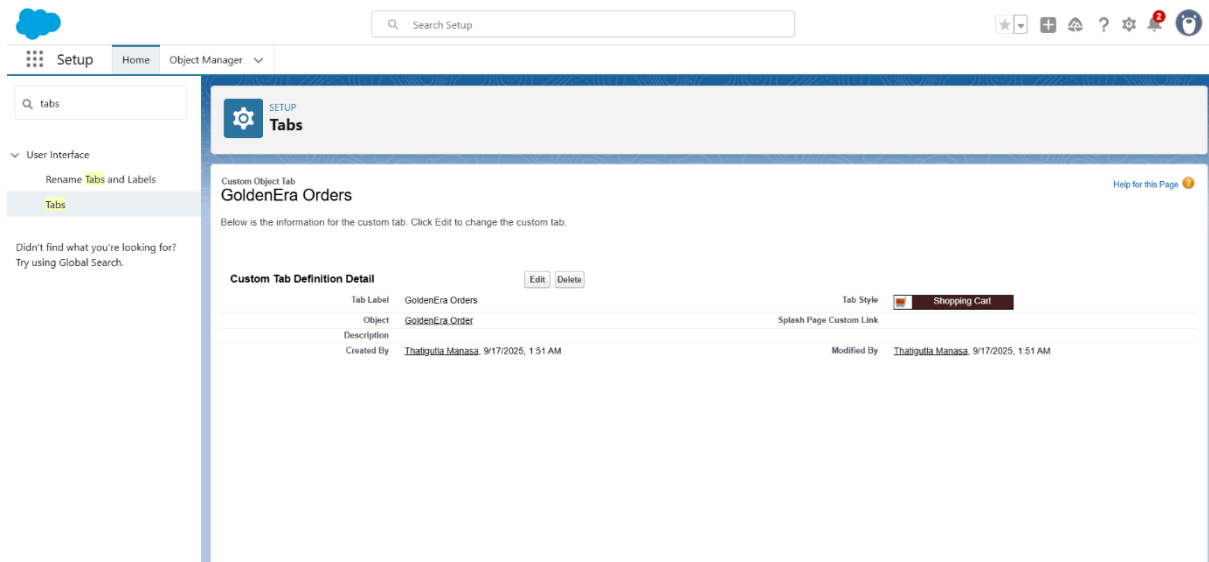 Search Setup
2
Setup
Home
Object Manager
tabs
User Interface
Rename Tabs and Labels
Tabs
Didn't find what you're looking for?
Try using Global Search.
SETUP
Tabs
Custom Object Tab
GoldenEra Orders
Help for this Page
Below is the information for the custom tab. Click Edit to change the custom tab.
Custom Tab Definition Detail
Edit
Delete
Tab Label GoldenEra Orders
Tab Style Shopping Cart
Object GoldenEra Order
Splash Page Custom Link
Description
Created By Thatigutla Manasa, 9/17/2025, 1:51 AM
Modified By Thatigutla Manasa, 9/17/2025, 1:51 AM